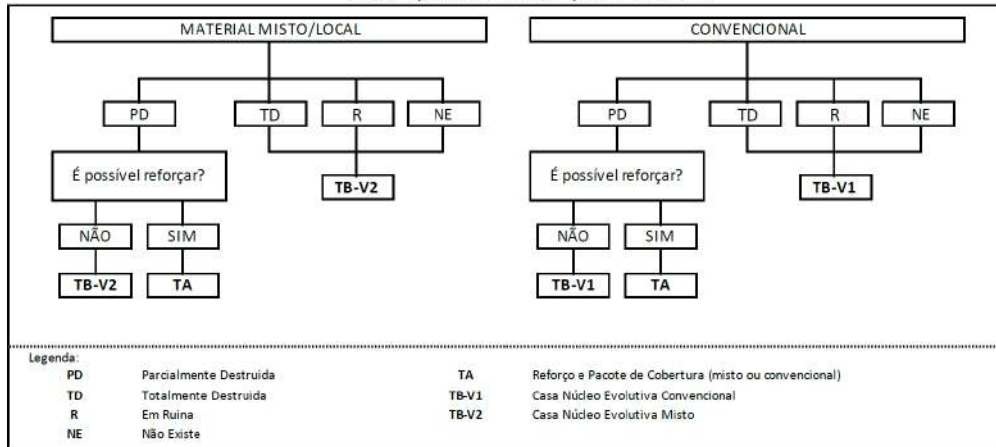 MATERIAL MISTO/LOCAL
PD
TD
R
NE
É possível reforçar?
TB-V2
NÃO
SIM
TB-V2
TA
CONVENCIONAL
PD
TD
R
NE
É possível reforçar?
TB-V1
NÃO
SIM
TB-V1
TA
Legenda:
PD Parcialmente Destruida
TD Totalmente Destruida
R Em Ruina
NE Não Existe
TA Reforço e Pacote de Cobertura (misto ou convencional)
TB-V1 Casa Núcleo Evolutiva Convencional
TB-V2 Casa Núcleo Evolutiva Misto